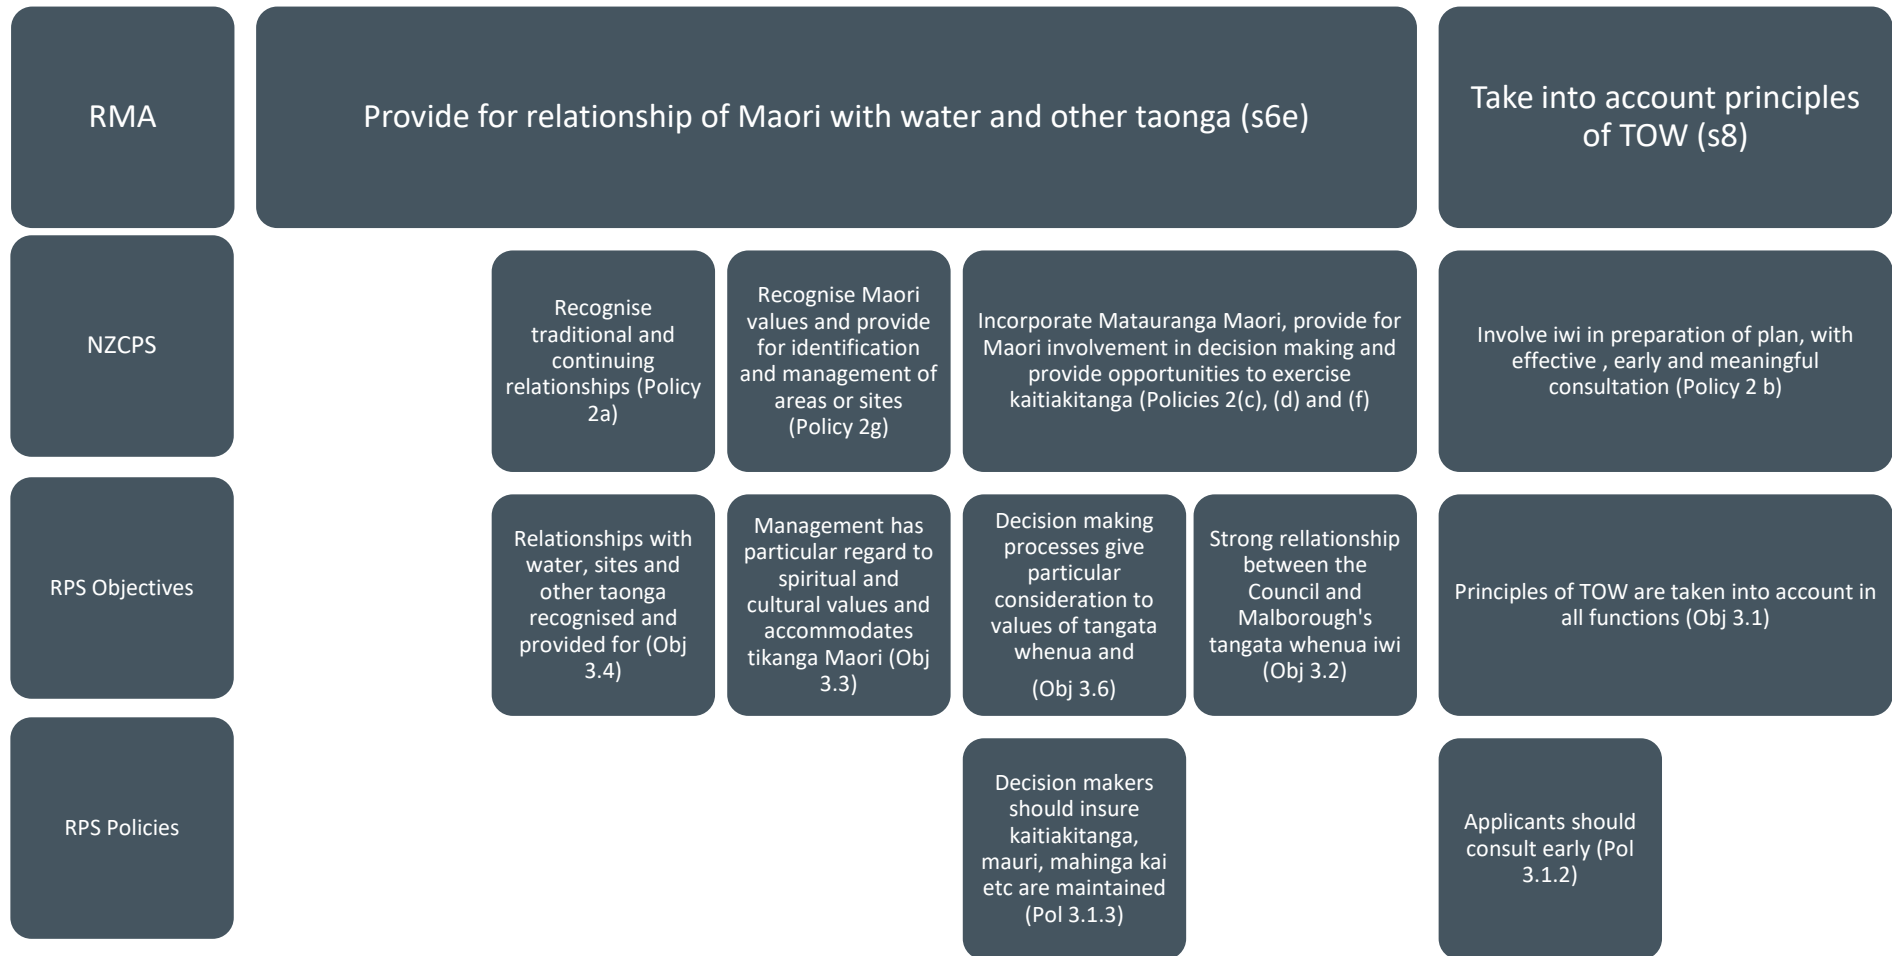 RMA
Provide for relationship of Maori with water and other taonga (s6e)
Take into account principles
of TOW (s8)
NZCPS
Recognise
traditional and
continuing
relationships (Policy
2a)
Recognise Maori
values and provide
for identification
and management of
areas or sites
(Policy 2g)
Incorporate Matauranga Maori, provide for
Maori involvement in decision making and
provide opportunities to exercise
kaitiakitanga (Policies 2(c), (d) and (f)
Involve iwi in preparation of plan, with
effective , early and meaningful
consultation (Policy 2 b)
RPS Objectives
Relationships with
water, sites and
other taonga
recognised and
provided for (Obj
3.4)
Management has
particular regard to
spiritual and
cultural values and
accommodates
tikanga Maori (Obj
3.3)
Decision making
processes give
particular
consideration to
values of tangata
whenua and
(Obj 3.6)
Strong rellationship
between the
Council and
Malborough's
tangata whenua iwi
(Obj 3.2)
Principles of TOW are taken into account in
all functions (Obj 3.1)
RPS Policies
Decision makers
should insure
kaitiakitanga,
mauri, mahinga kai
etc are maintained
(Pol 3.1.3)
Applicants should
consult early (Pol
3.1.2)